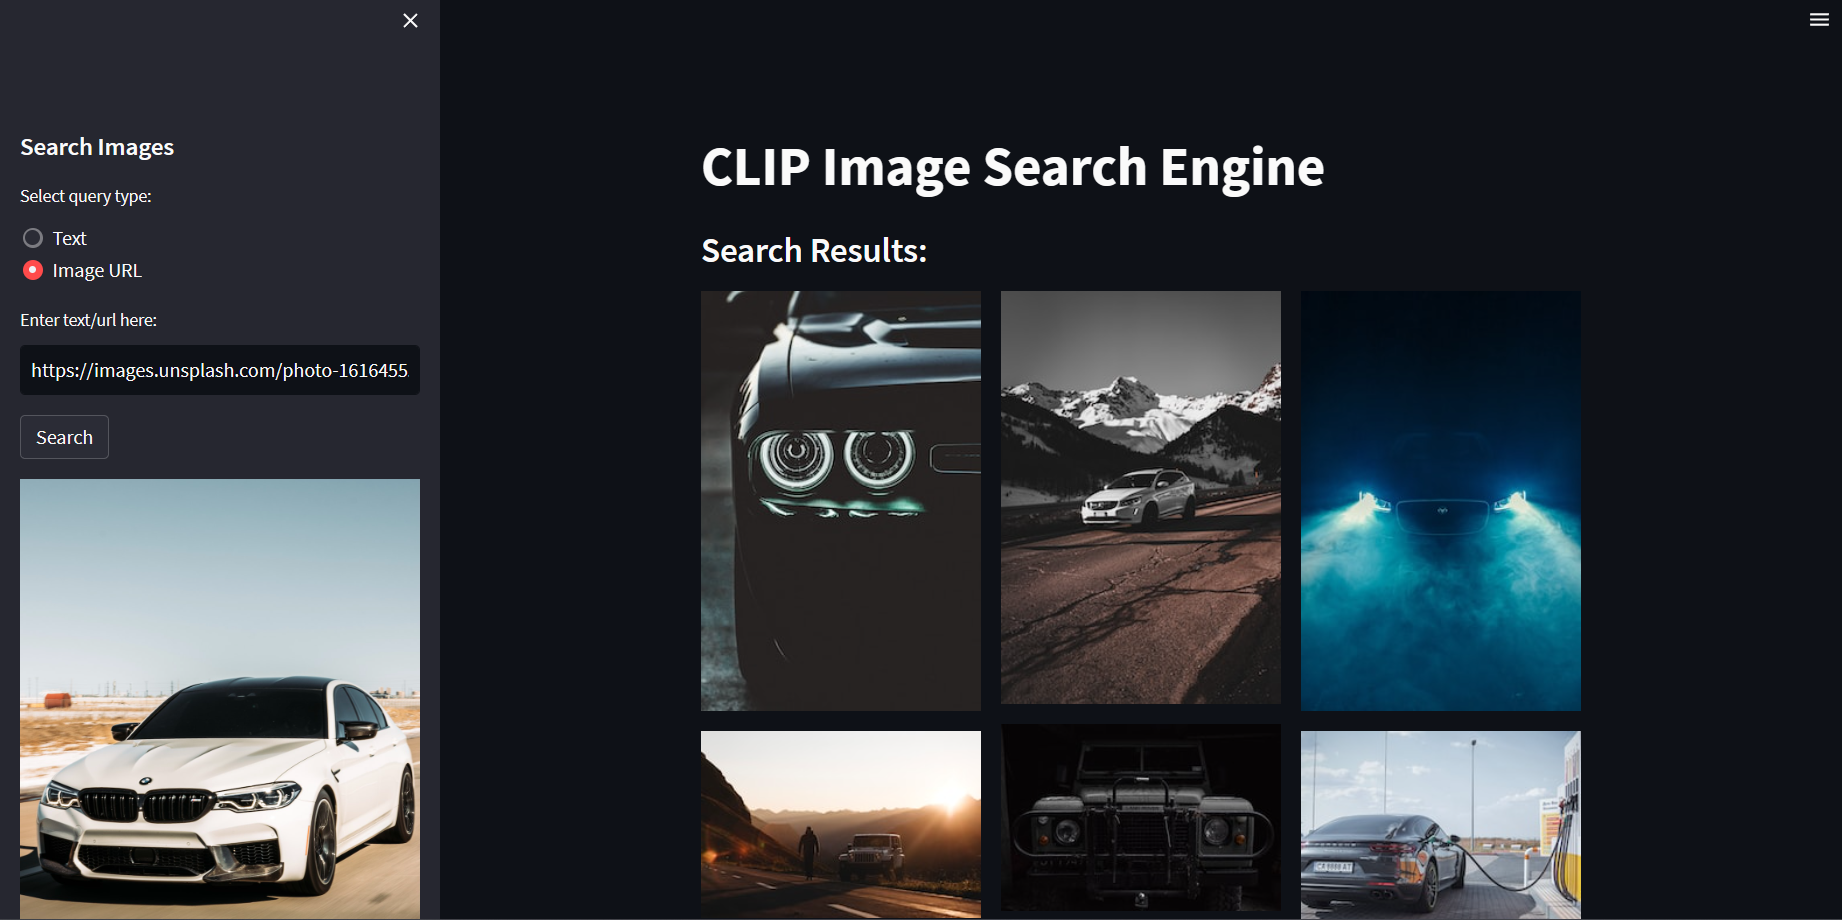 Search Images
Select query type:
Text
Image URL
Enter text/url here:
https://images.unsplash.com/photo-1616455
Search
CLIP Image Search Engine
Search Results: